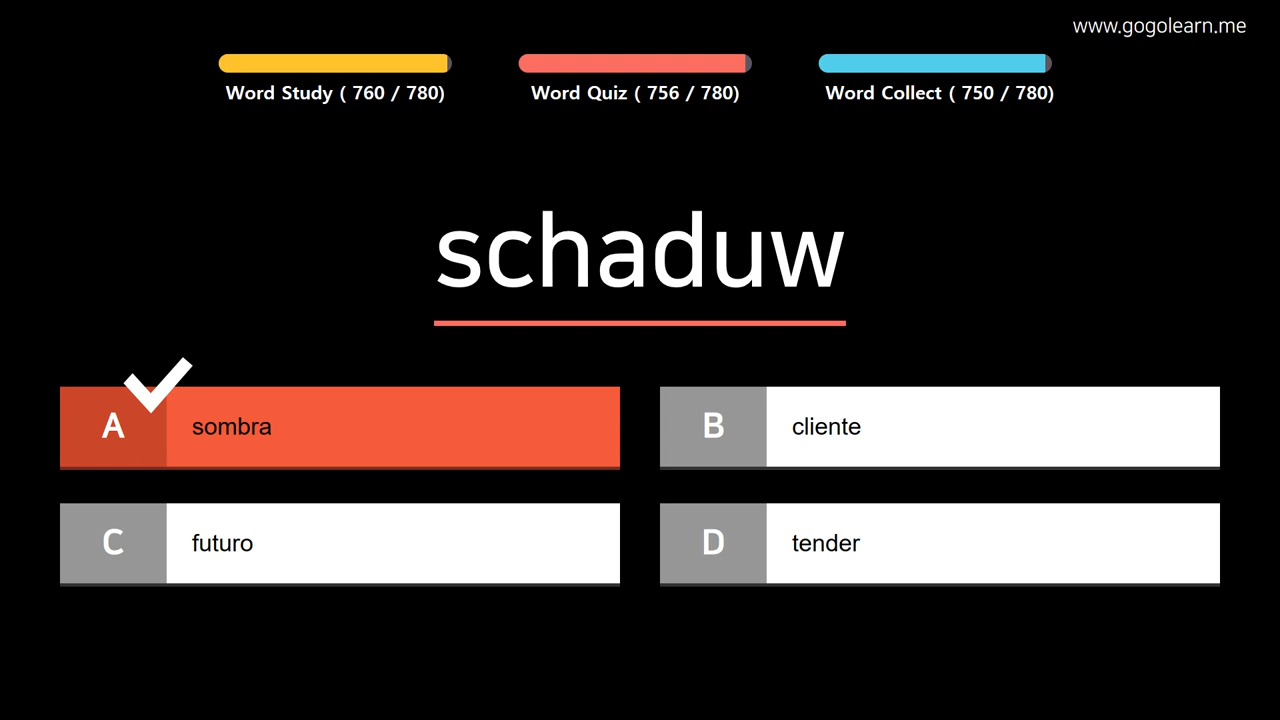 www.gogolearn.me
Word Study ( 760 / 780)
Word Quiz ( 756 / 780)
Word Collect ( 750 / 780)
schaduw
A sombra
B cliente
C futuro
D tender